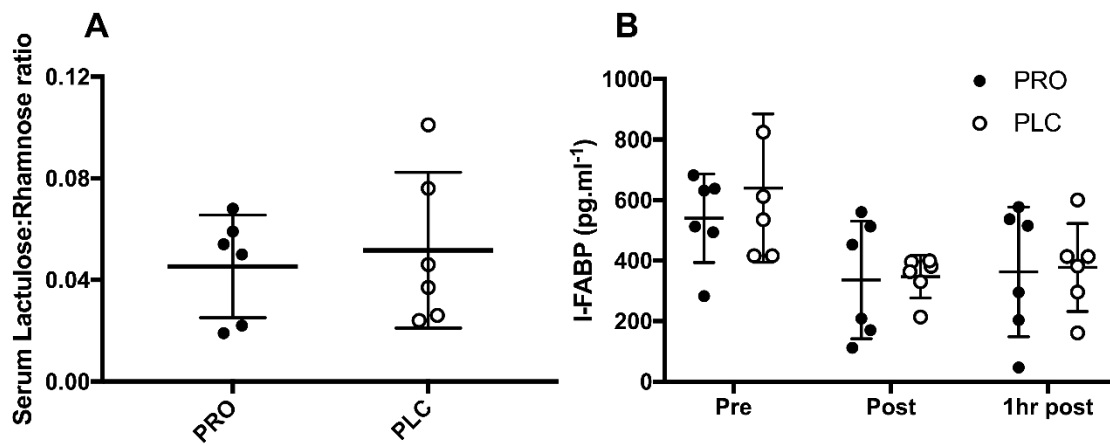 A
Serum Lactulose:Rhamnose ratio
0.12
0.08
0.04
0.00
PRO
PLC
B
I-FABP (pg.ml⁻¹)
1000
800
600
400
200
0
PRO
PLC
Pre
Post
1hr post